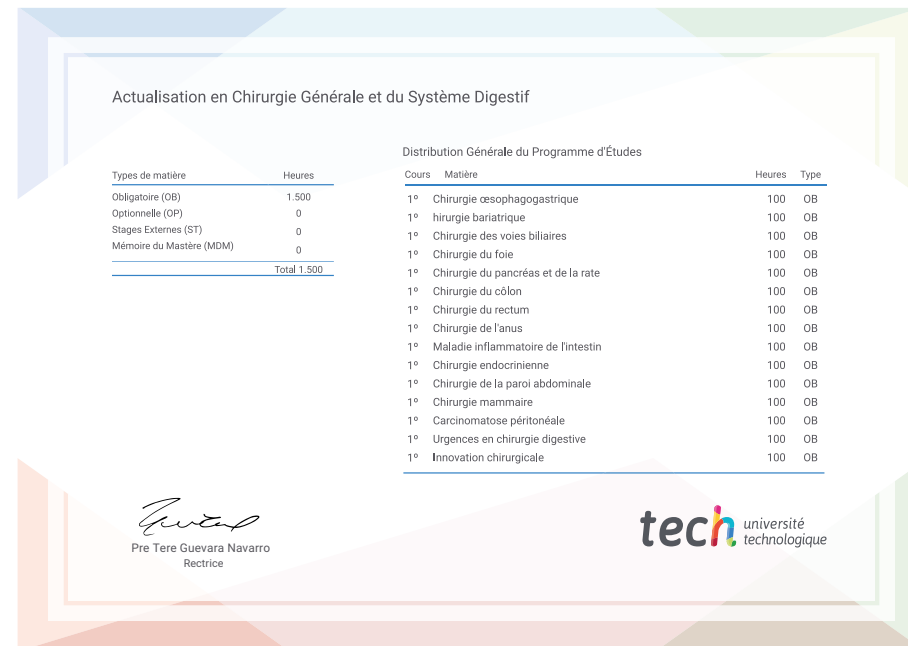 Actualisation en Chirurgie Générale et du Système Digestif
Types de matière Heures
Obligatoire (OB) 1.500
Optionnelle (OP) 0
Stages Externes (ST) 0
Mémoire du Mastère (MDM) 0
Total 1.500
Distribution Générale du Programme d'Études
Cours Matière Heures Type
1º Chirurgie œsophagogastrique 100 OB
1º hirurgie bariatrique 100 OB
1º Chirurgie des voies biliaires 100 OB
1º Chirurgie du foie 100 OB
1º Chirurgie du pancréas et de la rate 100 OB
1º Chirurgie du côlon 100 OB
1º Chirurgie du rectum 100 OB
1º Chirurgie de l'anus 100 OB
1º Maladie inflammatoire de l'intestin 100 OB
1º Chirurgie endocrinienne 100 OB
1º Chirurgie de la paroi abdominale 100 OB
1º Chirurgie mammaire 100 OB
1º Carcinomatose péritonéale 100 OB
1º Urgences en chirurgie digestive 100 OB
1º Innovation chirurgicale 100 OB
Pre Tere Guevara Navarro
Rectrice
tech université
technologique